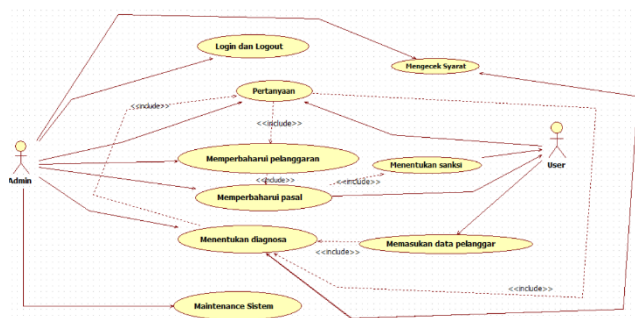 Login dan Logout
Mengecek Syarat
Pertanyaan
<<include>>
<<include>>
Memperbaharui pelanggaran
Menentukan sanksi
Admin
User
<<include>>
<<include>>
Memperbaharui pasal
Menentukan diagnosa
Memasukan data pelanggar
<<include>>
<<include>>
Maintenance Sistem